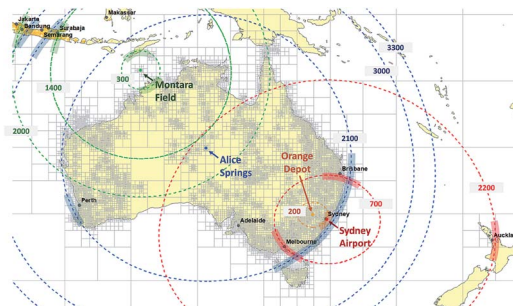 Makassar
Jakarta
Bandung
Surabaja
Semarang
3300
3000
300
Montara
Field
1400
2000
2100
Alice
Springs
Orange
Depot
Brisbane
2200
Perth
200
700
Adelaide
Sydney
Sydney
Airport
Melbourne
Auckla